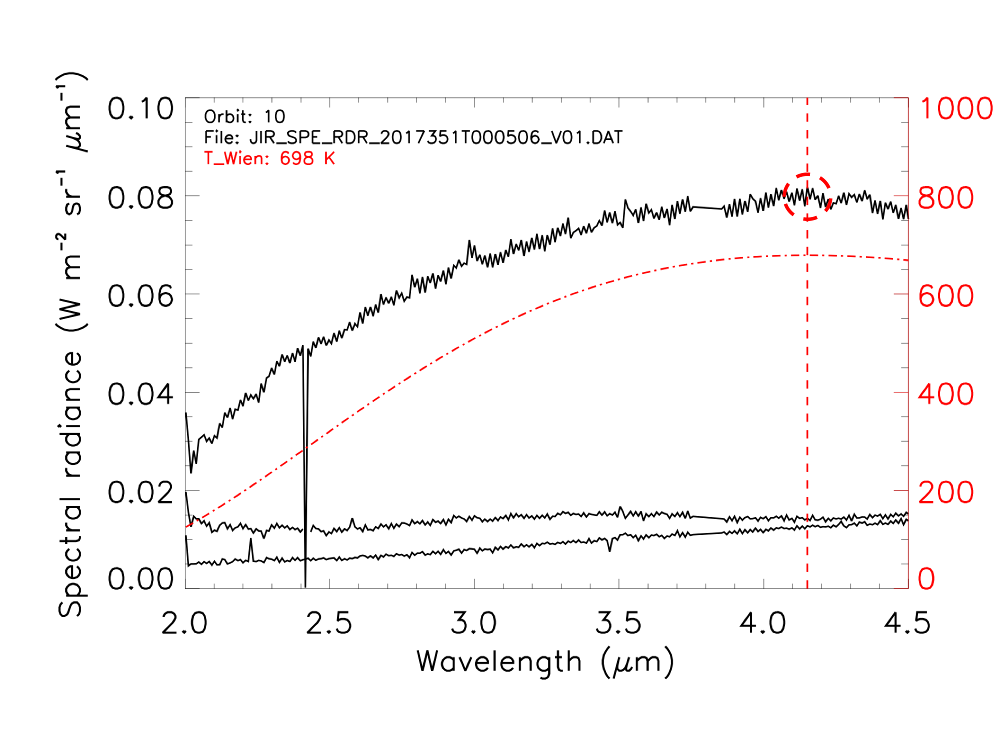 Spectral radiance (W m⁻² sr⁻¹ μm⁻¹)
0.10
0.08
0.06
0.04
0.02
0.00
Orbit: 10
File: JIR_SPE_RDR_2017351T000506_V01.DAT
T_Wien: 698 K
1000
800
600
400
200
0
2.0 2.5 3.0 3.5 4.0 4.5
Wavelength (μm)